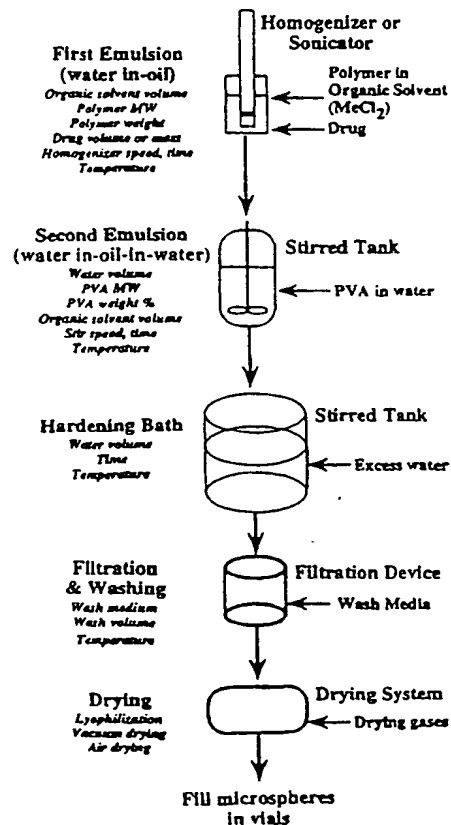 Homogenizer or
Sonicator
First Emulsion
(water in-oil)
Organic solvent volume
Polymer MW
Polymer weight
Drug volume or mass
Homogenizer speed, time
Temperature
Polymer in
Organic Solvent
(MeCl2)
Drug
Second Emulsion
(water in-oil-in-water)
Water volume
PVA MW
PVA weight %
Organic solvent volume
Stir speed, time
Temperature
Stirred Tank
PVA in water
Hardening Bath
Water volume
Time
Temperature
Stirred Tank
Excess water
Filtration
& Washing
Wash medium
Wash volume
Temperature
Filtration Device
Wash Media
Drying
Lyophilization
Vacuum drying
Air drying
Drying System
Drying gases
Fill microspheres
in vials